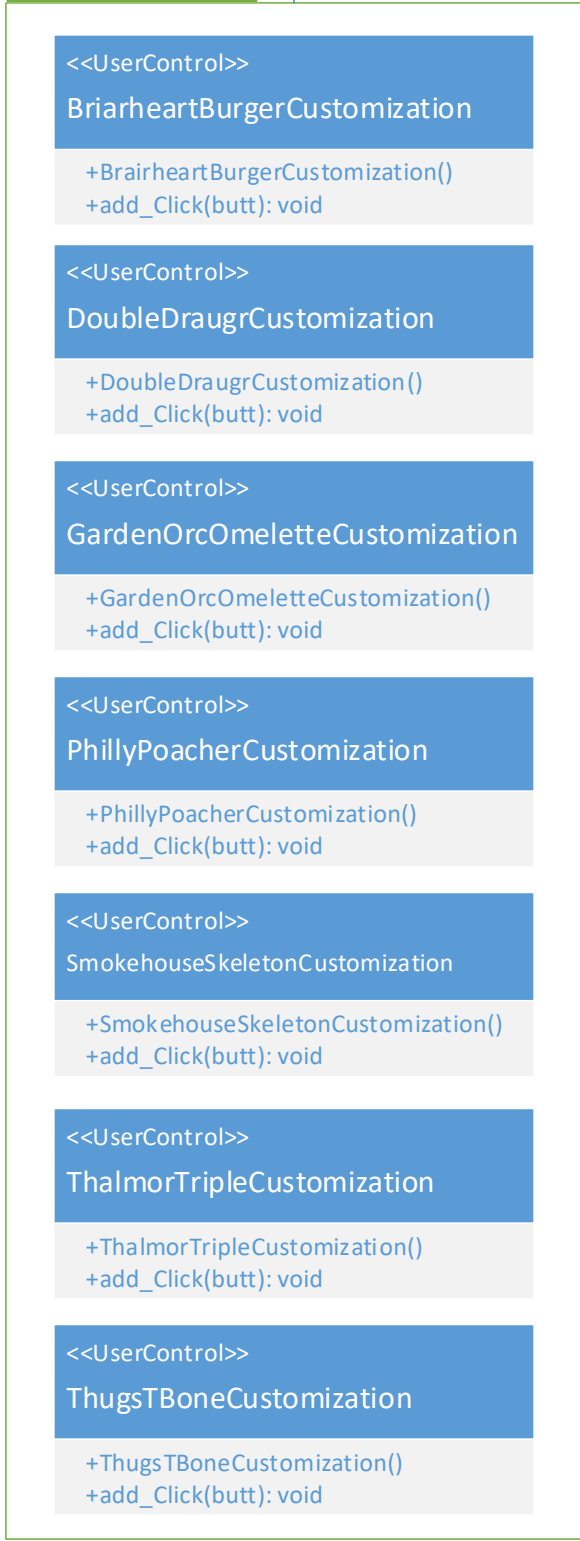 <<UserControl>>
BriarheartBurgerCustomization
+BrairheartBurgerCustomization()
+add_Click(butt): void
<<UserControl>>
DoubleDraugrCustomization
+DoubleDraugrCustomization()
+add_Click(butt): void
<<UserControl>>
GardenOrcOmeletteCustomization
+GardenOrcOmeletteCustomization()
+add_Click(butt): void
<<UserControl>>
PhillyPoacherCustomization
+PhillyPoacherCustomization()
+add_Click(butt): void
<<UserControl>>
SmokehouseSkeletonCustomization
+SmokehouseSkeletonCustomization()
+add_Click(butt): void
<<UserControl>>
ThalmorTripleCustomization
+ThalmorTripleCustomization()
+add_Click(butt): void
<<UserControl>>
ThugsTBoneCustomization
+ThugsTBoneCustomization()
+add_Click(butt): void